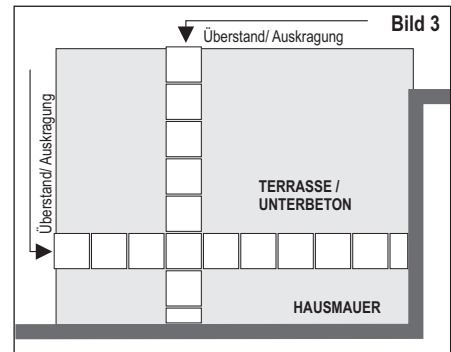 Bild 3
Überstand/ Auskragung
Überstand/ Auskragung
TERRASSE /
UNTERBETON
HAUSMAUER